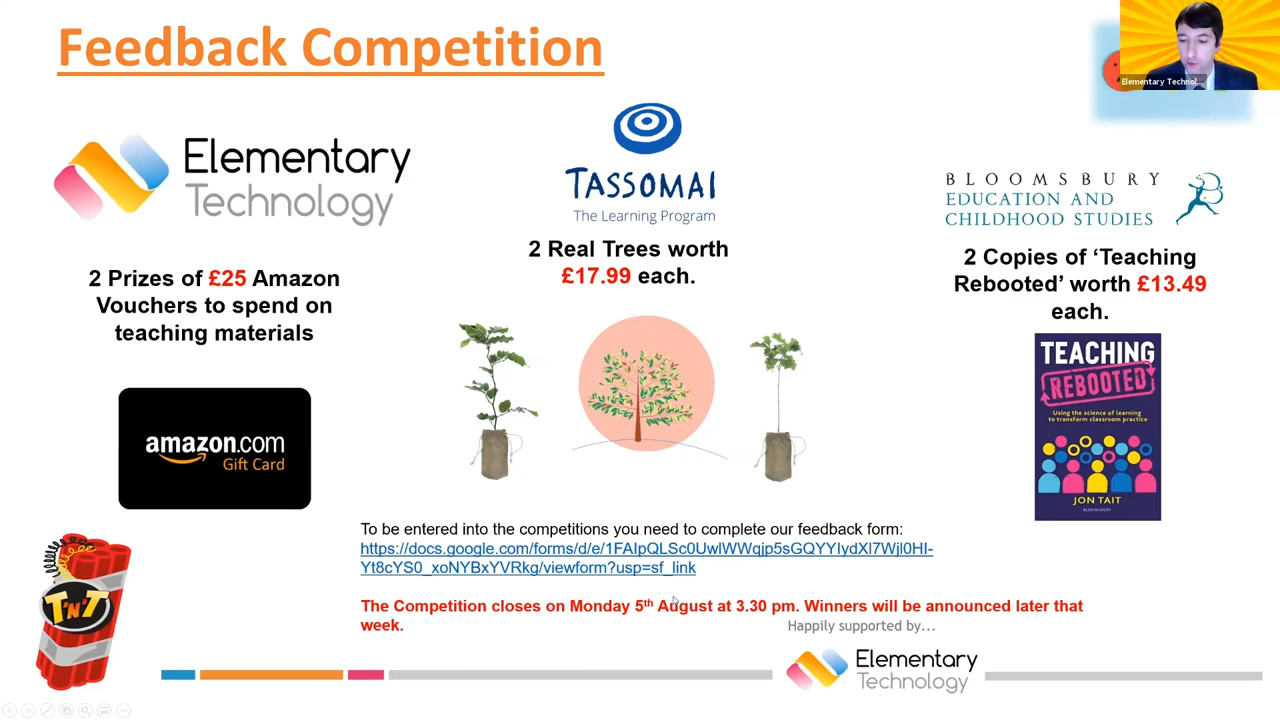 Feedback Competition
Elementary Technol...
Elementary
Technology
2 Prizes of £25 Amazon
Vouchers to spend on
teaching materials
amazon.com
Gift Card
TASSOMAI
The Learning Program
2 Real Trees worth
£17.99 each.
BLOOMSBURY
EDUCATION AND
CHILDHOOD STUDIES
2 Copies of ‘Teaching
Rebooted’ worth £13.49
each.
TEACHING
REBOOTED
Using the science of learning
to transform classroom practice
JON TAIT
BLOOMSBURY
To be entered into the competitions you need to complete our feedback form:
https://docs.google.com/forms/d/e/1FAIpQLSc0UwlWWqjp5sGQYYIydXl7Wjl0HI-
Yt8cYS0_xoNYBxYVRkg/viewform?usp=sf_link
The Competition closes on Monday 5th August at 3.30 pm. Winners will be announced later that
week.
Happily supported by...
Elementary
Technology
T'N'T